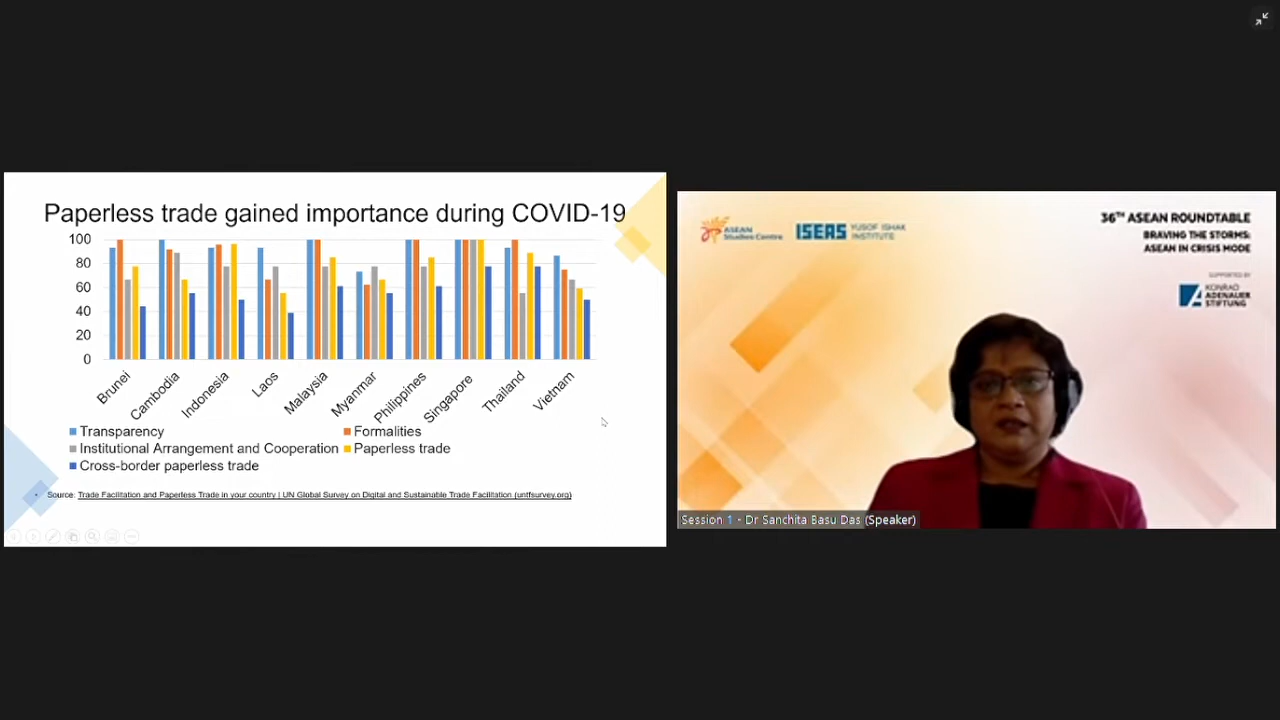 Paperless trade gained importance during COVID-19
100
80
60
40
20
0
Brunei
Cambodia
Indonesia
Laos
Malaysia
Myanmar
Philippines
Singapore
Thailand
Vietnam
Transparency
Formalities
Institutional Arrangement and Cooperation
Paperless trade
Cross-border paperless trade
• Source: Trade Facilitation and Paperless Trade in your country | UN Global Survey on Digital and Sustainable Trade Facilitation (untfsurvey.org)
ASEAN
Studies Centre
ISEAS
YUSOF ISHAK
INSTITUTE
36TH ASEAN ROUNDTABLE
BRAVING THE STORMS:
ASEAN IN CRISIS MODE
SUPPORTED BY
KONRAD
ADENAUER
STIFTUNG
Session 1 - Dr Sanchita Basu Das (Speaker)